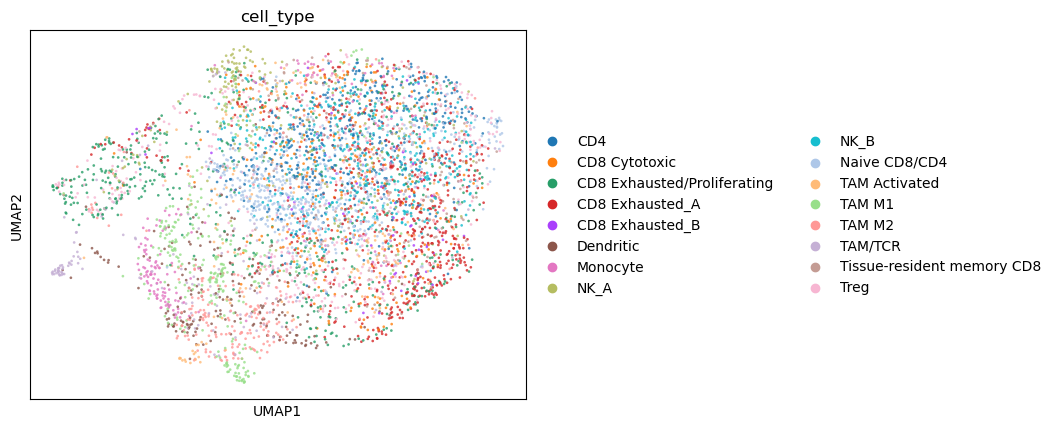 cell_type
UMAP2
UMAP1
CD4
CD8 Cytotoxic
CD8 Exhausted/Proliferating
CD8 Exhausted_A
CD8 Exhausted_B
Dendritic
Monocyte
NK_A
NK_B
Naive CD8/CD4
TAM Activated
TAM M1
TAM M2
TAM/TCR
Tissue-resident memory CD8
Treg